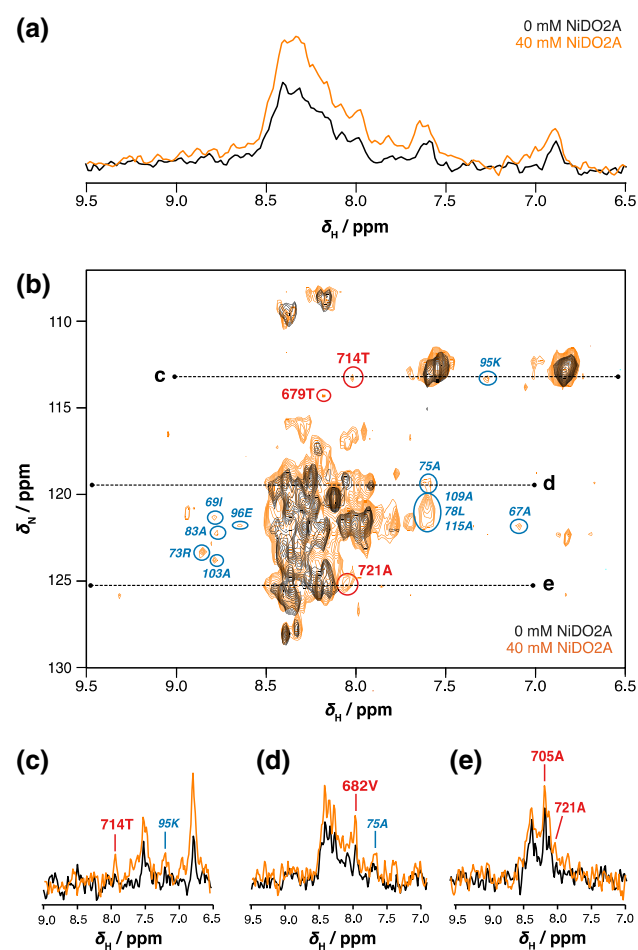 (a)
0 mM NiDO2A
40 mM NiDO2A
9.5 9.0 8.5 8.0 7.5 7.0 6.5
δH / ppm
(b)
110
115
120
125
130
δN / ppm
c
714T
95K
679T
75A
d
109A
78L
115A
69I
96E
83A
67A
73R
103A
721A
e
0 mM NiDO2A
40 mM NiDO2A
9.5 9.0 8.5 8.0 7.5 7.0 6.5
δH / ppm
(c)
714T
95K
9.0 8.5 8.0 7.5 7.0 6.5
δH / ppm
(d)
682V
75A
9.0 8.5 8.0 7.5 7.0
δH / ppm
(e)
705A
721A
9.5 9.0 8.5 8.0 7.5 7.0
δH / ppm